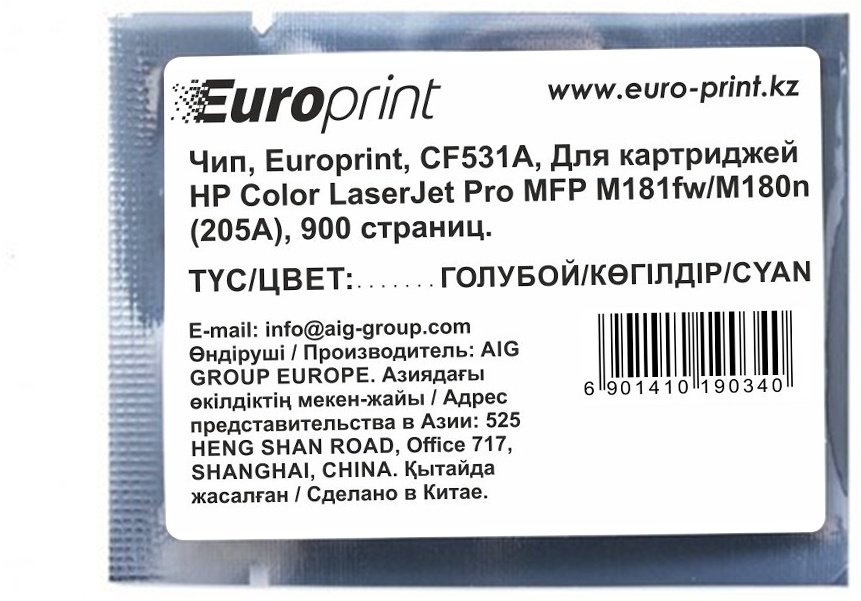 Europrint
www.euro-print.kz
Чип, Europrint, CF531A, Для картриджей
HP Color LaserJet Pro MFP M181fw/M180n
(205A), 900 страниц.
ТҮС/ЦВЕТ:.......ГОЛУБОЙ/КӨГІЛДІР/CYAN
E-mail: info@aig-group.com
Өндіруші / Производитель: AIG
GROUP EUROPE. Азиядағы
өкілдіктің мекен-жайы / Адрес
представительства в Азии: 525
HENG SHAN ROAD, Office 717,
SHANGHAI, CHINA. Қытайда
жасалған / Сделано в Китае.
6 901410 190340